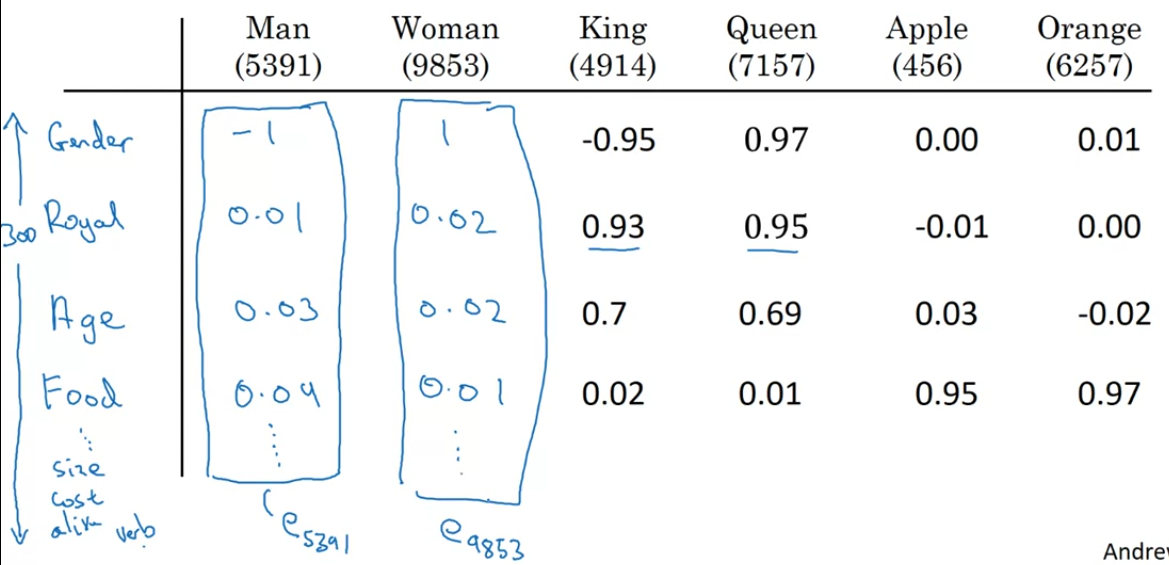 Man Woman King Queen Apple Orange
(5391) (9853) (4914) (7157) (456) (6257)
Gender -1 1 -0.95 0.97 0.00 0.01
300 Royal 0.01 0.02 0.93 0.95 -0.01 0.00
Age 0.03 0.02 0.7 0.69 0.03 -0.02
Food 0.04 0.01 0.02 0.01 0.95 0.97
size
cost
alive verb
e5391 e9853
Andrew